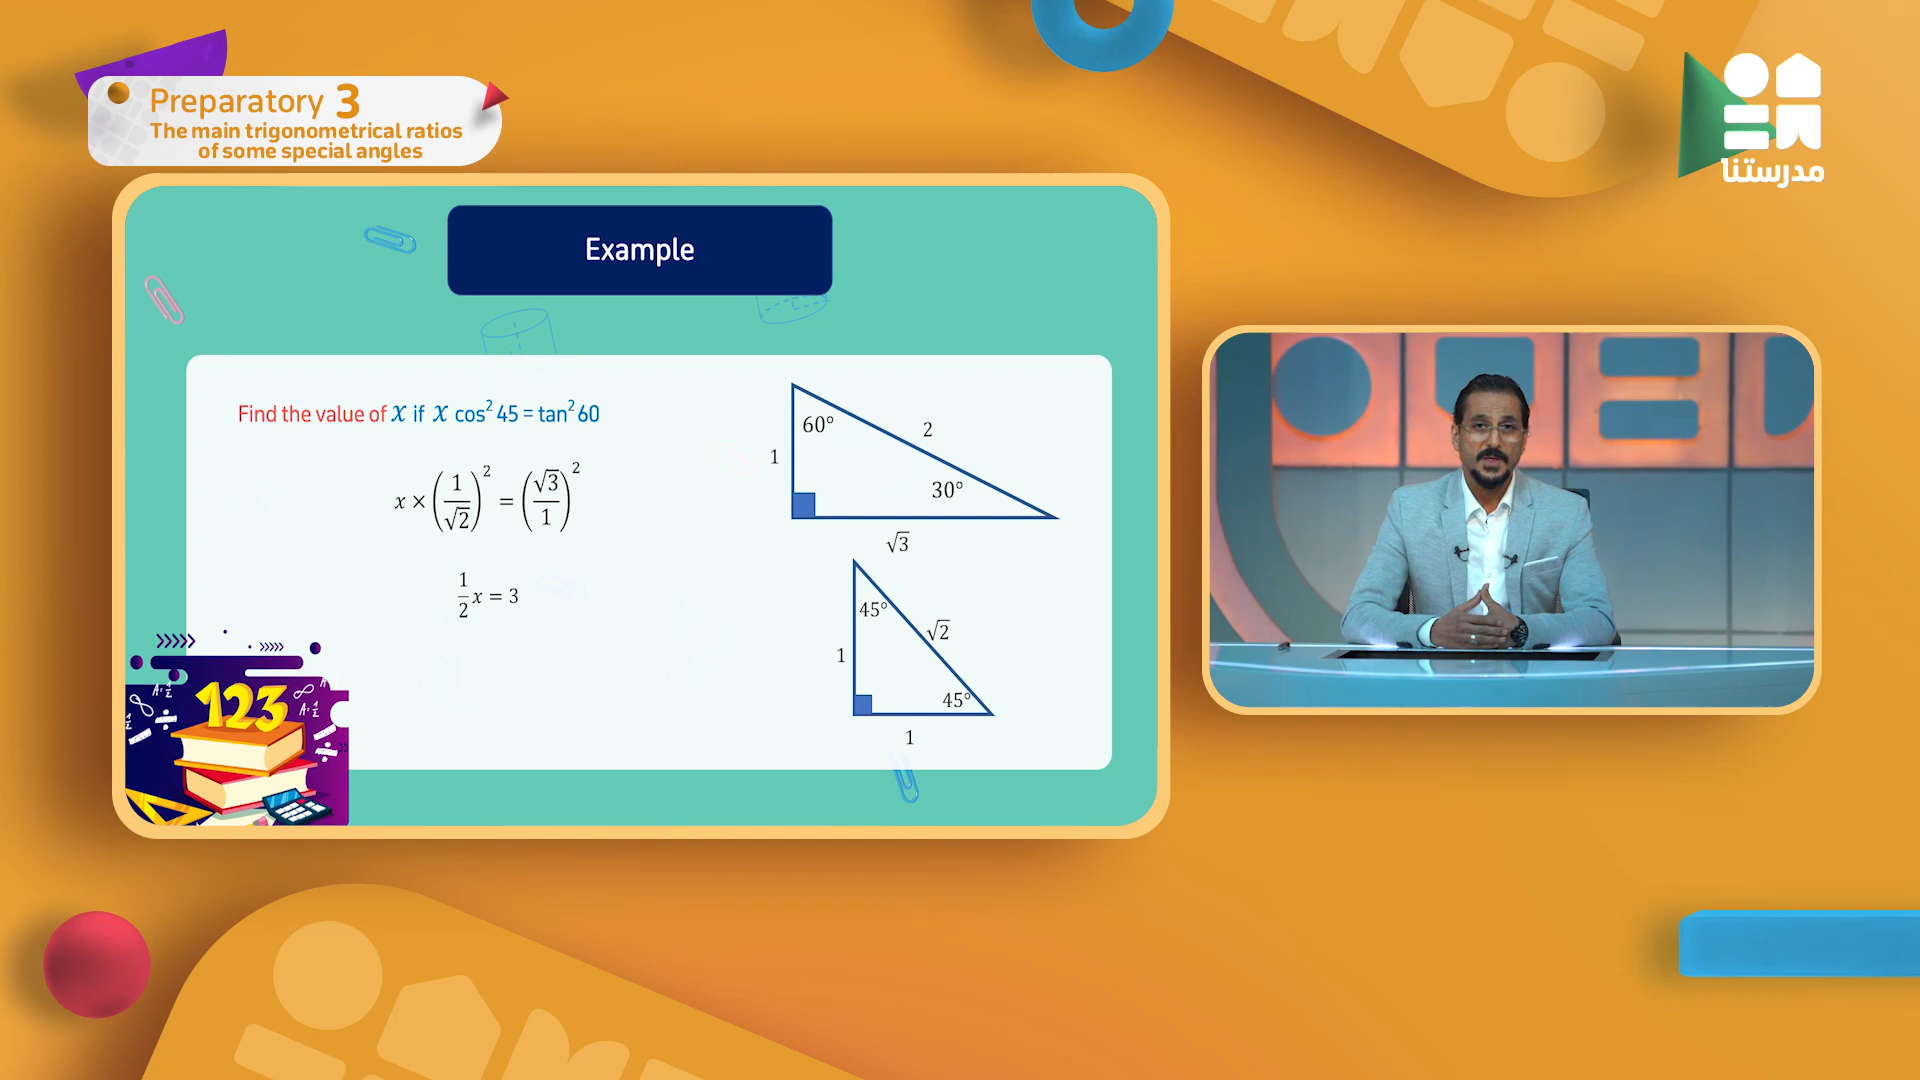 Preparatory 3
The main trigonometrical ratios
of some special angles
مدرستنا
Example
Find the value of x if x cos² 45 = tan² 60
x × (1/√2)² = (√3/1)²
1/2 x = 3
60°
2
1
30°
√3
45°
√2
1
45°
1
123